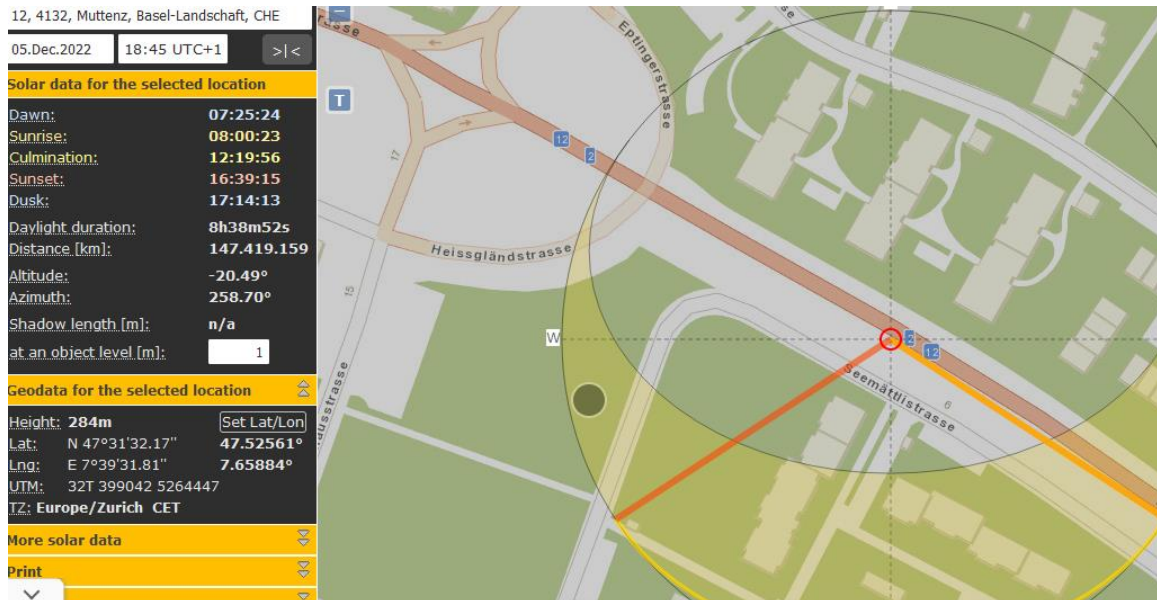 12, 4132, Muttenz, Basel-Landschaft, CHE
05.Dec.2022 18:45 UTC+1 >|<
Solar data for the selected location
Dawn: 07:25:24
Sunrise: 08:00:23
Culmination: 12:19:56
Sunset: 16:39:15
Dusk: 17:14:13
Daylight duration: 8h38m52s
Distance [km]: 147.419.159
Altitude: -20.49°
Azimuth: 258.70°
Shadow length [m]: n/a
at an object level [m]: 1
Geodata for the selected location
Height: 284m Set Lat/Lon
Lat: N 47°31'32.17'' 47.52561°
Lng: E 7°39'31.81'' 7.65884°
UTM: 32T 399042 5264447
TZ: Europe/Zurich CET
More solar data
Print
T
Eptingerstrasse
12
2
17
Heissgländstrasse
15
W
2
12
Seemättlistrasse
6